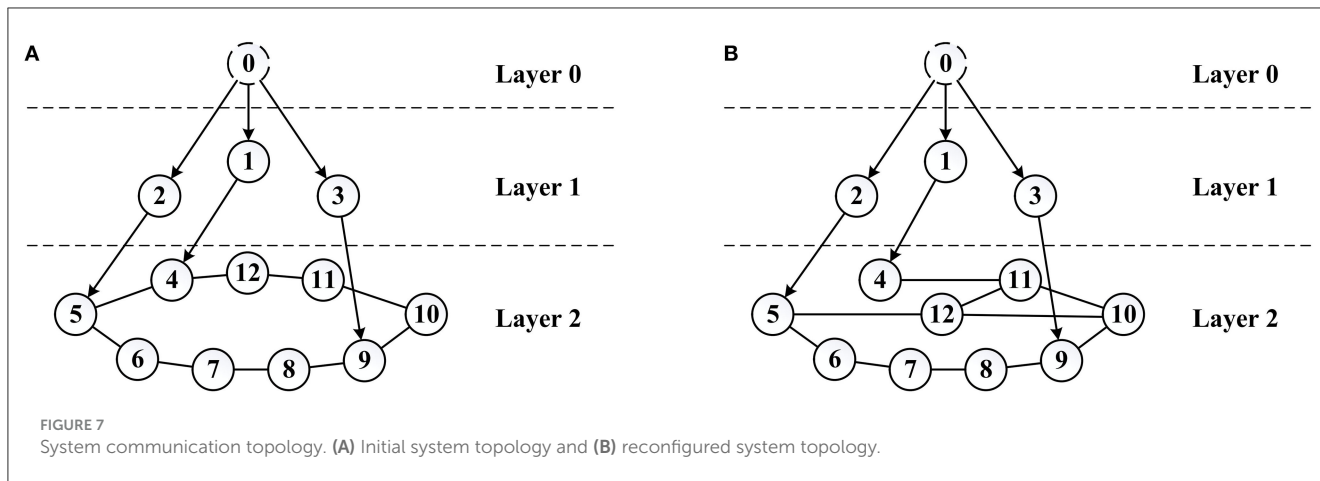 A
0
Layer 0
1
2
3
Layer 1
4
12
11
5
10
Layer 2
6
7
8
9
B
0
Layer 0
1
2
3
Layer 1
4
11
5
12
10
Layer 2
6
7
8
9
FIGURE 7
System communication topology. (A) Initial system topology and (B) reconfigured system topology.